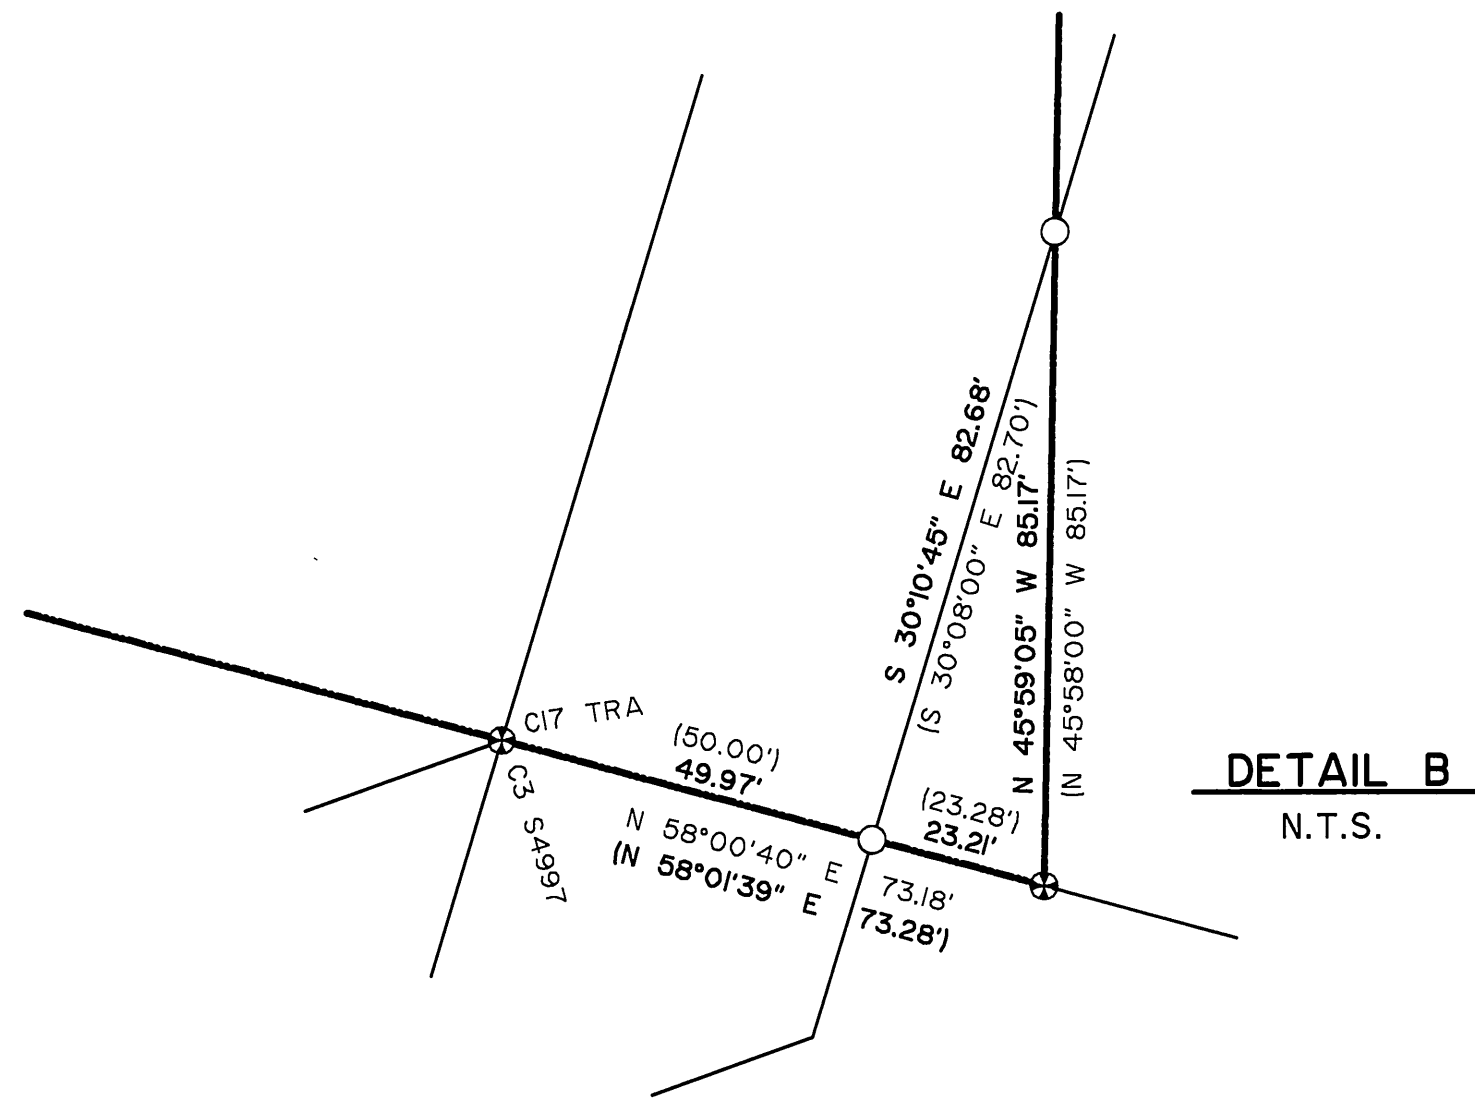 S 30°10'45" E 82.68'
(S 30°08'00" E 82.70')
N 45°59'05" W 85.17'
(N 45°58'00" W 85.17')
C17 TRA
C3 S4997
(50.00')
49.97'
(23.28')
23.21'
N 58°00'40" E 73.18'
(N 58°01'39" E 73.28')
DETAIL B
N.T.S.